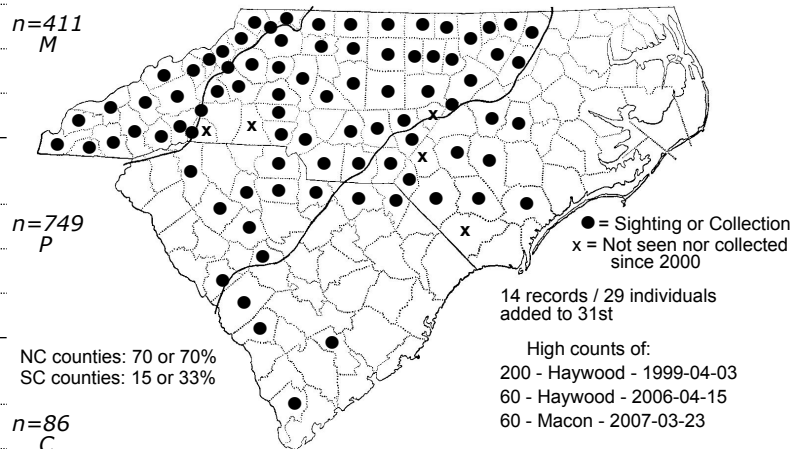 n=411
M
n=749
P
n=86
C
x
x
x
x
x
● = Sighting or Collection
x = Not seen nor collected
since 2000
14 records / 29 individuals
added to 31st
NC counties: 70 or 70%
SC counties: 15 or 33%
High counts of:
200 - Haywood - 1999-04-03
60 - Haywood - 2006-04-15
60 - Macon - 2007-03-23